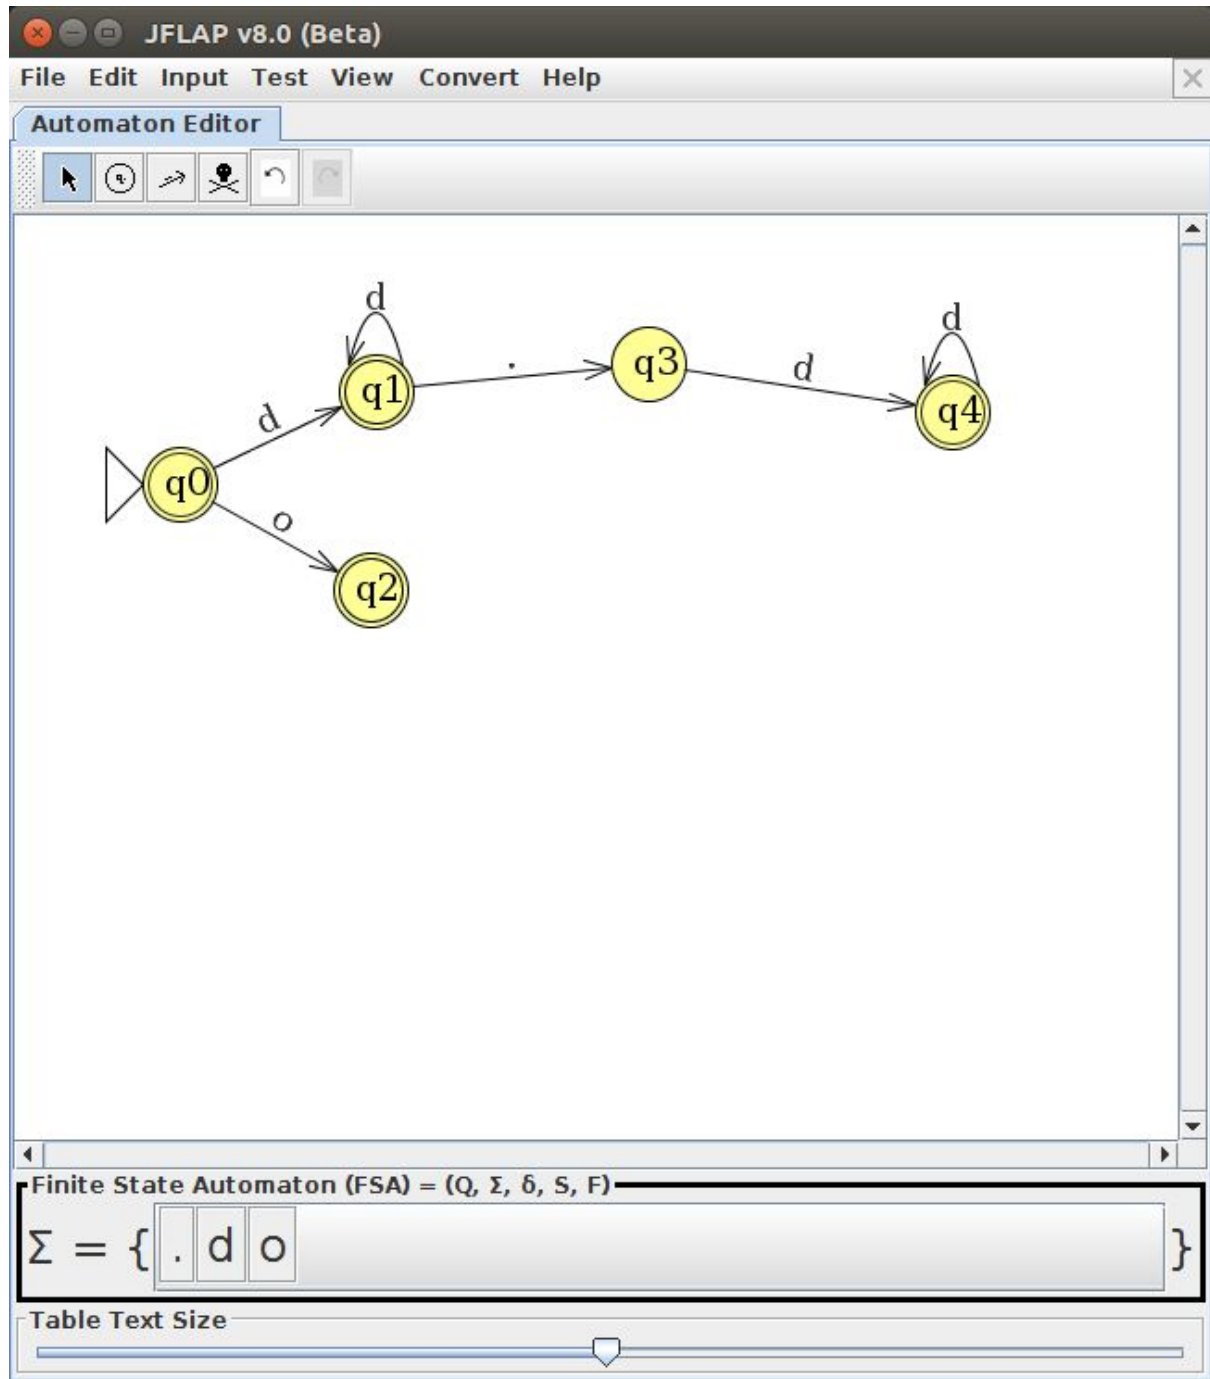 JFLAP v8.0 (Beta)
File Edit Input Test View Convert Help
Automaton Editor
d
d
.
q3
d
q1
q4
d
q0
o
q2
Finite State Automaton (FSA) = (Q, Σ, δ, S, F)
Σ = { . d o }
Table Text Size